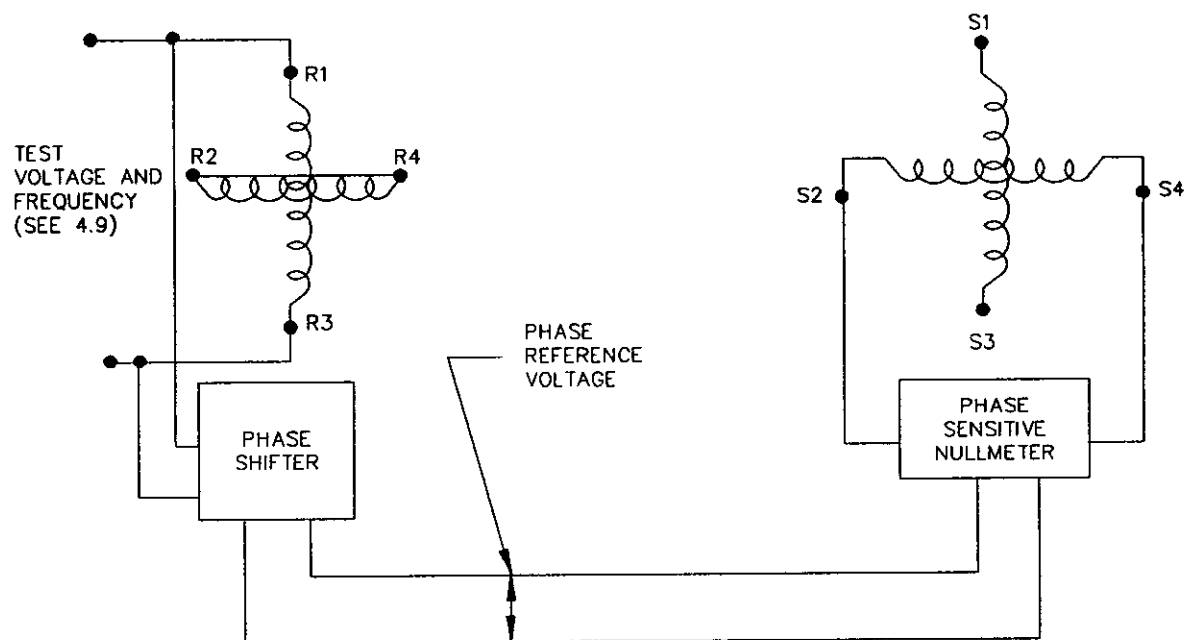 S1
R1
TEST
VOLTAGE AND
FREQUENCY
(SEE 4.9)
R2
R4
S2
S4
R3
S3
PHASE
REFERENCE
VOLTAGE
PHASE
SHIFTER
PHASE
SENSITIVE
NULLMETER